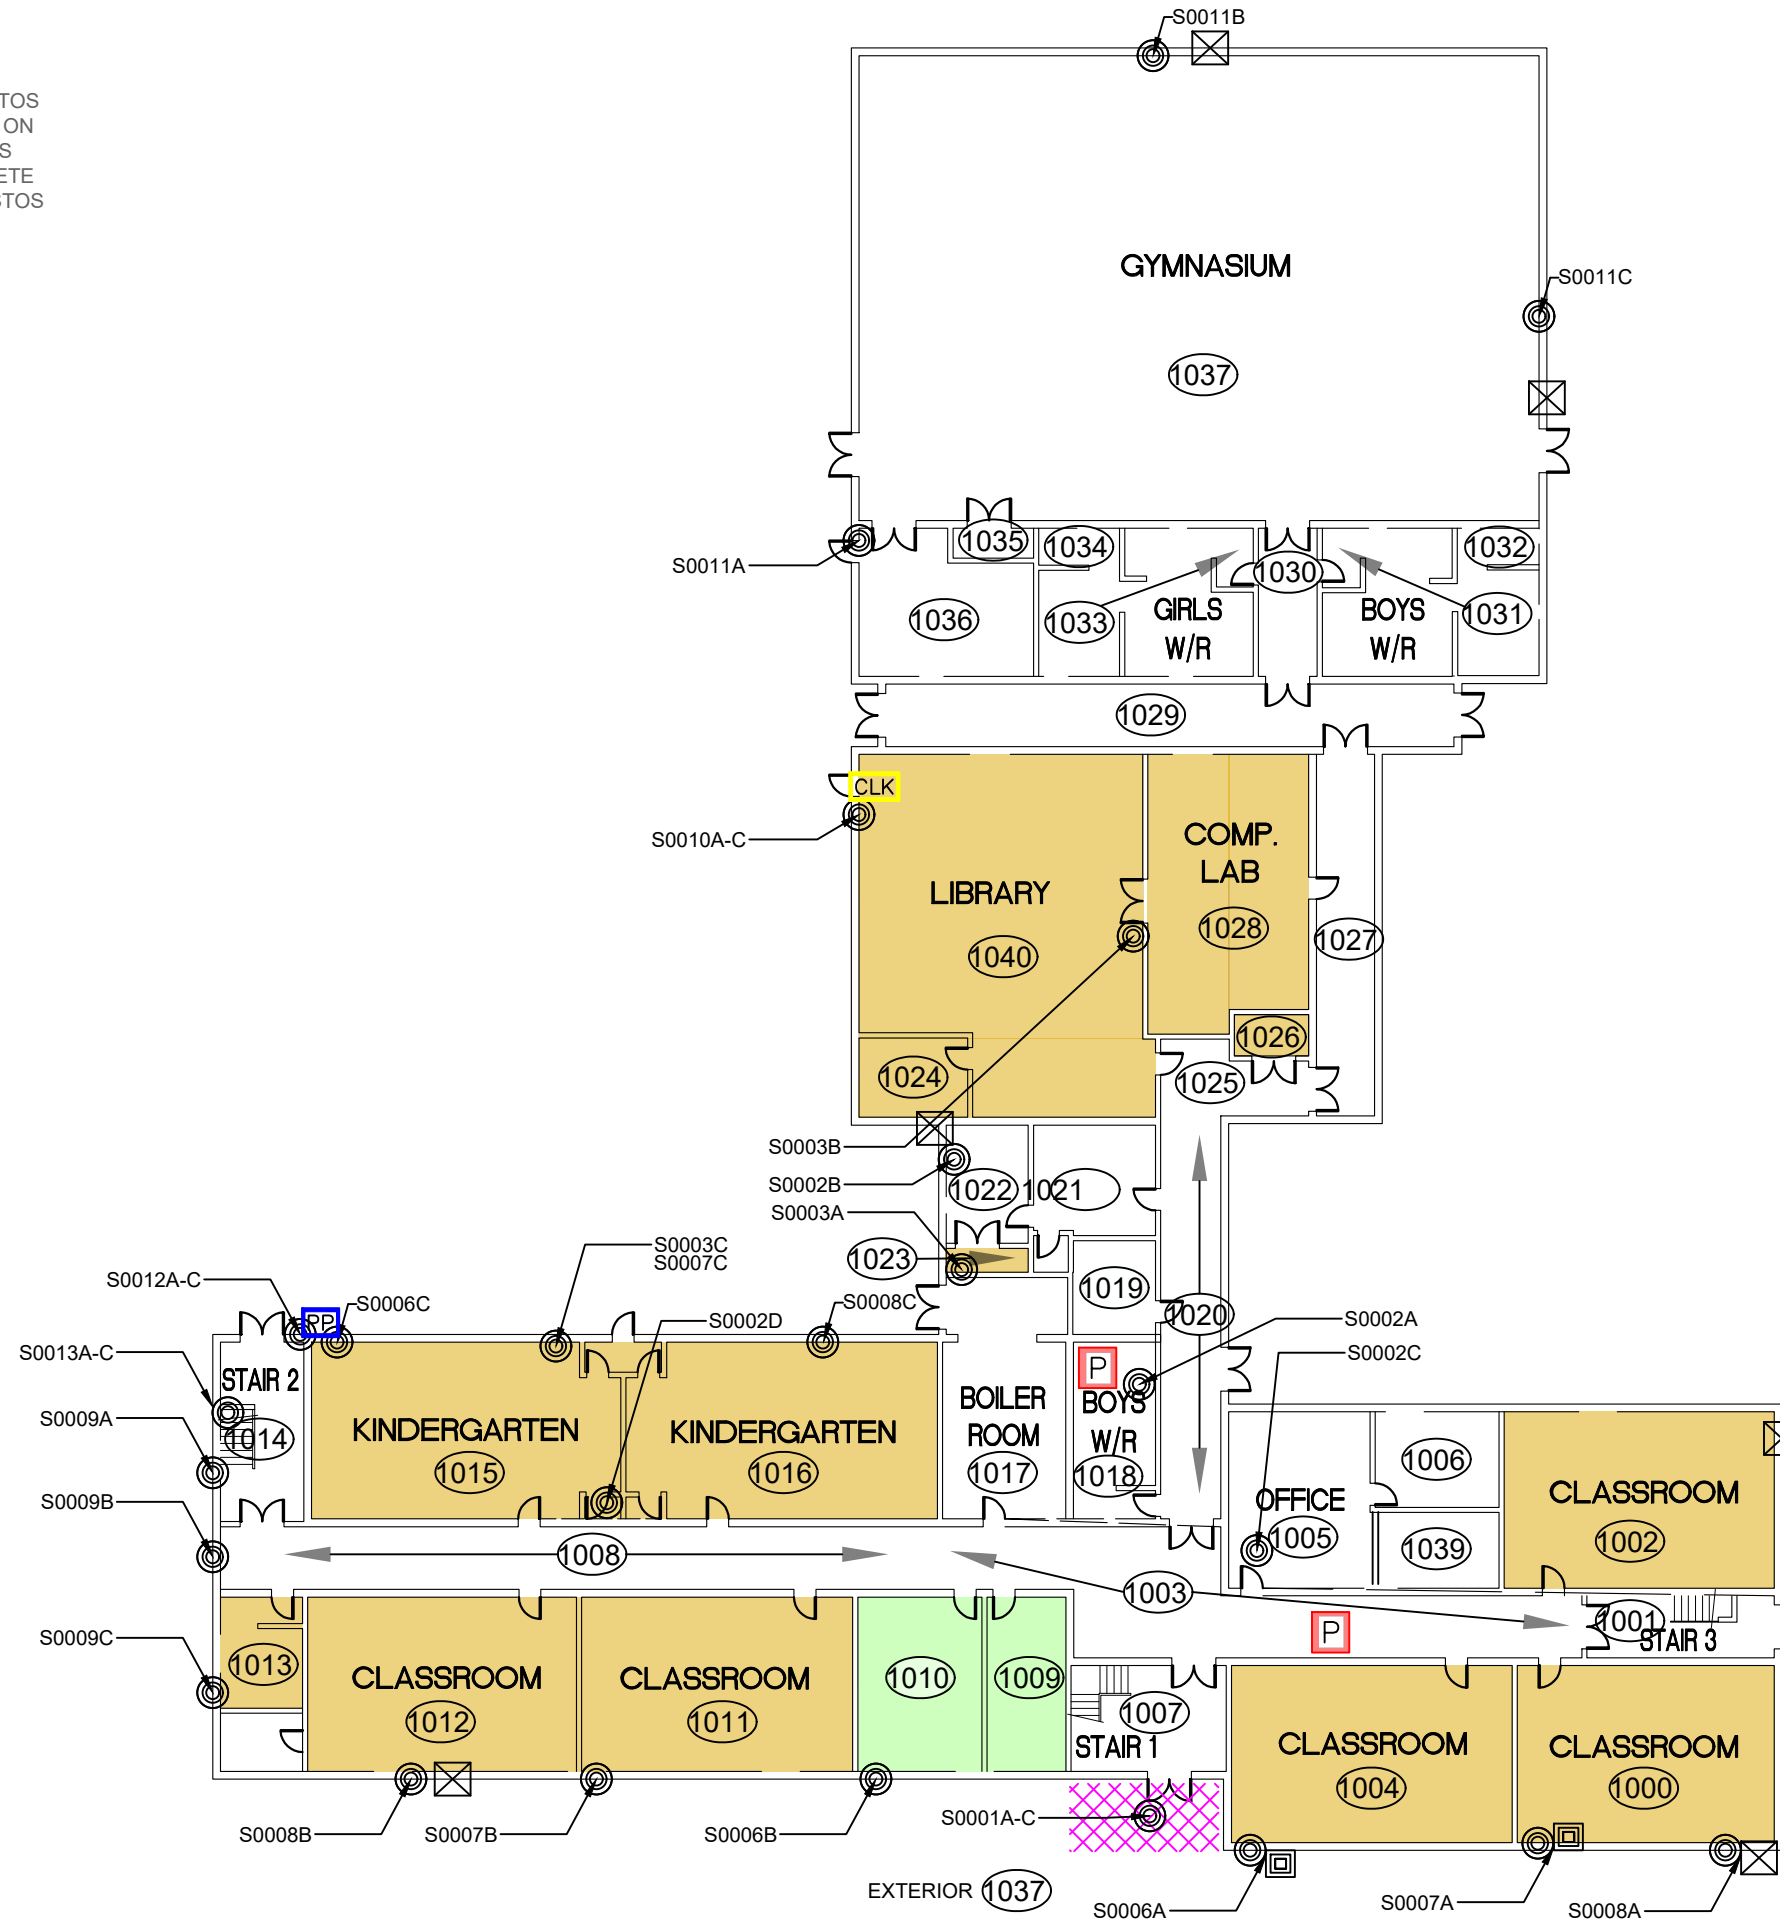 S0011B
TOS
ON
S
ETE
STOS
GYMNASIUM
S0011C
1037
S0011A
1035
1034
1030
1032
1036
1033
GIRLS
W/R
BOYS
W/R
1031
1029
CLK
S0010A-C
COMP.
LAB
LIBRARY
1028
1027
1040
1026
1024
1025
S0003B
S0002B
1022
1021
S0003A
1023
S0003C
S0007C
S0012A-C
1019
S0006C
S0008C
1020
PP
S0002D
S0002A
S0013A-C
S0002C
STAIR 2
P
BOILER
ROOM
BOYS
W/R
S0009A
1014
KINDERGARTEN
KINDERGARTEN
1015
1016
1017
1018
1006
CLASSROOM
S0009B
OFFICE
1005
1002
1008
1039
1003
S0009C
P
1001
STAIR 3
1013
CLASSROOM
CLASSROOM
1010
1009
1012
1011
1007
STAIR 1
CLASSROOM
CLASSROOM
1004
1000
S0001A-C
S0008B
S0007B
S0006B
EXTERIOR 1037
S0006A
S0007A
S0008A